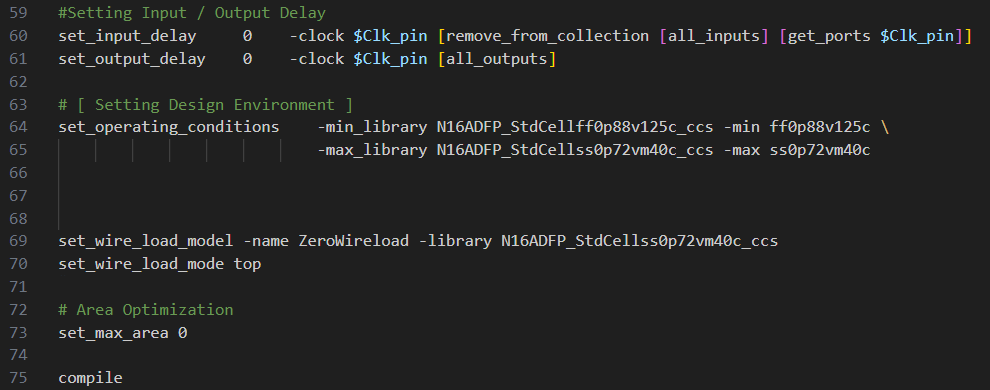 59 #Setting Input / Output Delay
60 set_input_delay 0 -clock $Clk_pin [remove_from_collection [all_inputs] [get_ports $Clk_pin]]
61 set_output_delay 0 -clock $Clk_pin [all_outputs]
62
63 # [ Setting Design Environment ]
64 set_operating_conditions -min_library N16ADFP_StdCellff0p88v125c_ccs -min ff0p88v125c \
65 -max_library N16ADFP_StdCellss0p72vm40c_ccs -max ss0p72vm40c
66
67
68
69 set_wire_load_model -name ZeroWireload -library N16ADFP_StdCellss0p72vm40c_ccs
70 set_wire_load_mode top
71
72 # Area Optimization
73 set_max_area 0
74
75 compile